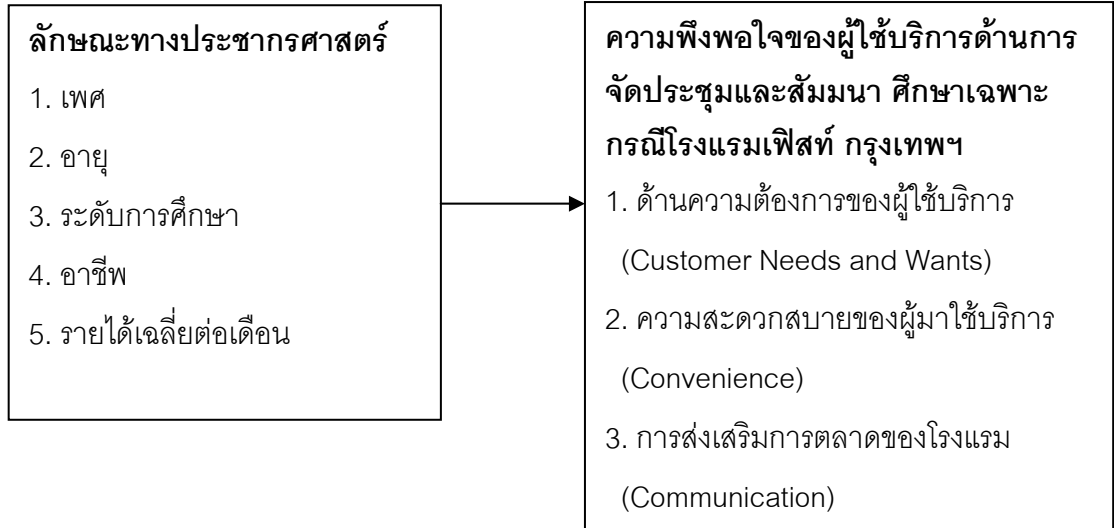 ลักษณะทางประชากรศาสตร์
1. เพศ
2. อายุ
3. ระดับการศึกษา
4. อาชีพ
5. รายได้เฉลี่ยต่อเดือน
ความพึงพอใจของผู้ใช้บริการด้านการ
จัดประชุมและสัมมนา ศึกษาเฉพาะ
กรณีโรงแรมเฟิสท์ กรุงเทพฯ
1. ด้านความต้องการของผู้ใช้บริการ
(Customer Needs and Wants)
2. ความสะดวกสบายของผู้มาใช้บริการ
(Convenience)
3. การส่งเสริมการตลาดของโรงแรม
(Communication)